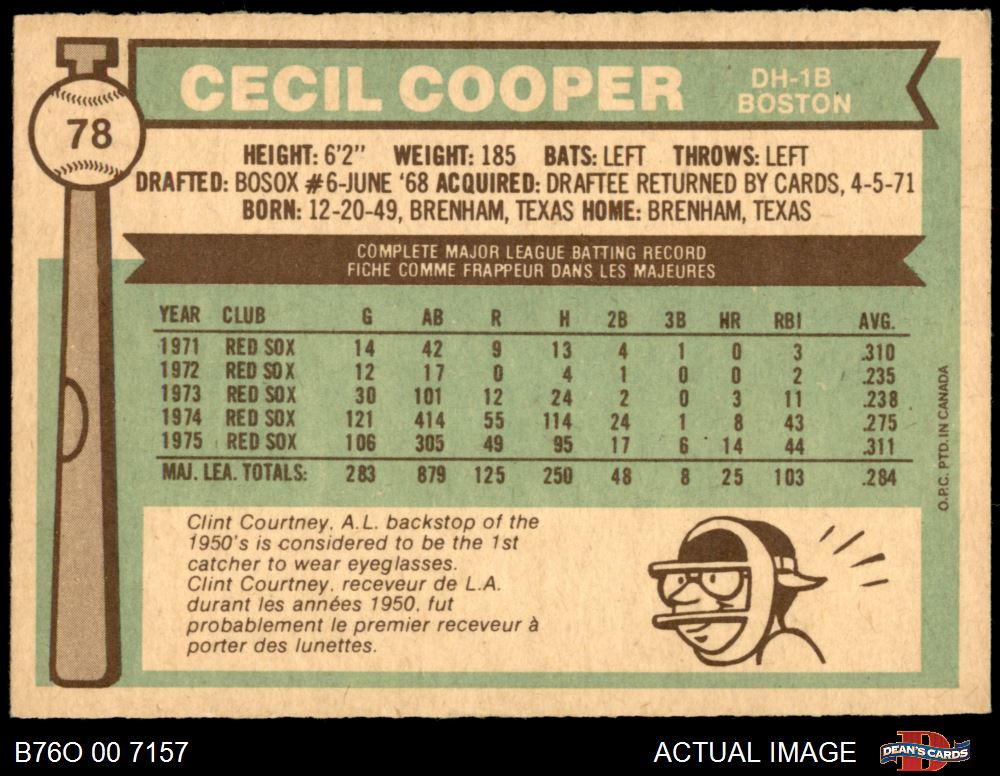 78
CECIL COOPER
DH-1B
BOSTON
HEIGHT: 6'2" WEIGHT: 185 BATS: LEFT THROWS: LEFT
DRAFTED: BOSOX #6-JUNE '68 ACQUIRED: DRAFTEE RETURNED BY CARDS, 4-5-71
BORN: 12-20-49, BRENHAM, TEXAS HOME: BRENHAM, TEXAS
COMPLETE MAJOR LEAGUE BATTING RECORD
FICHE COMME FRAPPEUR DANS LES MAJEURES
YEAR CLUB G AB R H 2B 3B HR RBI AVG.
1971 RED SOX 14 42 9 13 4 1 0 3 .310
1972 RED SOX 12 17 0 4 1 0 0 2 .235
1973 RED SOX 30 101 12 24 2 0 3 11 .238
1974 RED SOX 121 414 55 114 24 1 8 43 .275
1975 RED SOX 106 305 49 95 17 6 14 44 .311
MAJ. LEA. TOTALS: 283 879 125 250 48 8 25 103 .284
O.P.C. PTD. IN CANADA
Clint Courtney, A.L. backstop of the
1950's is considered to be the 1st
catcher to wear eyeglasses.
Clint Courtney, receveur de L.A.
durant les années 1950, fut
probablement le premier receveur à
porter des lunettes.
B76O 00 7157
ACTUAL IMAGE
D
DEAN'S CARDS